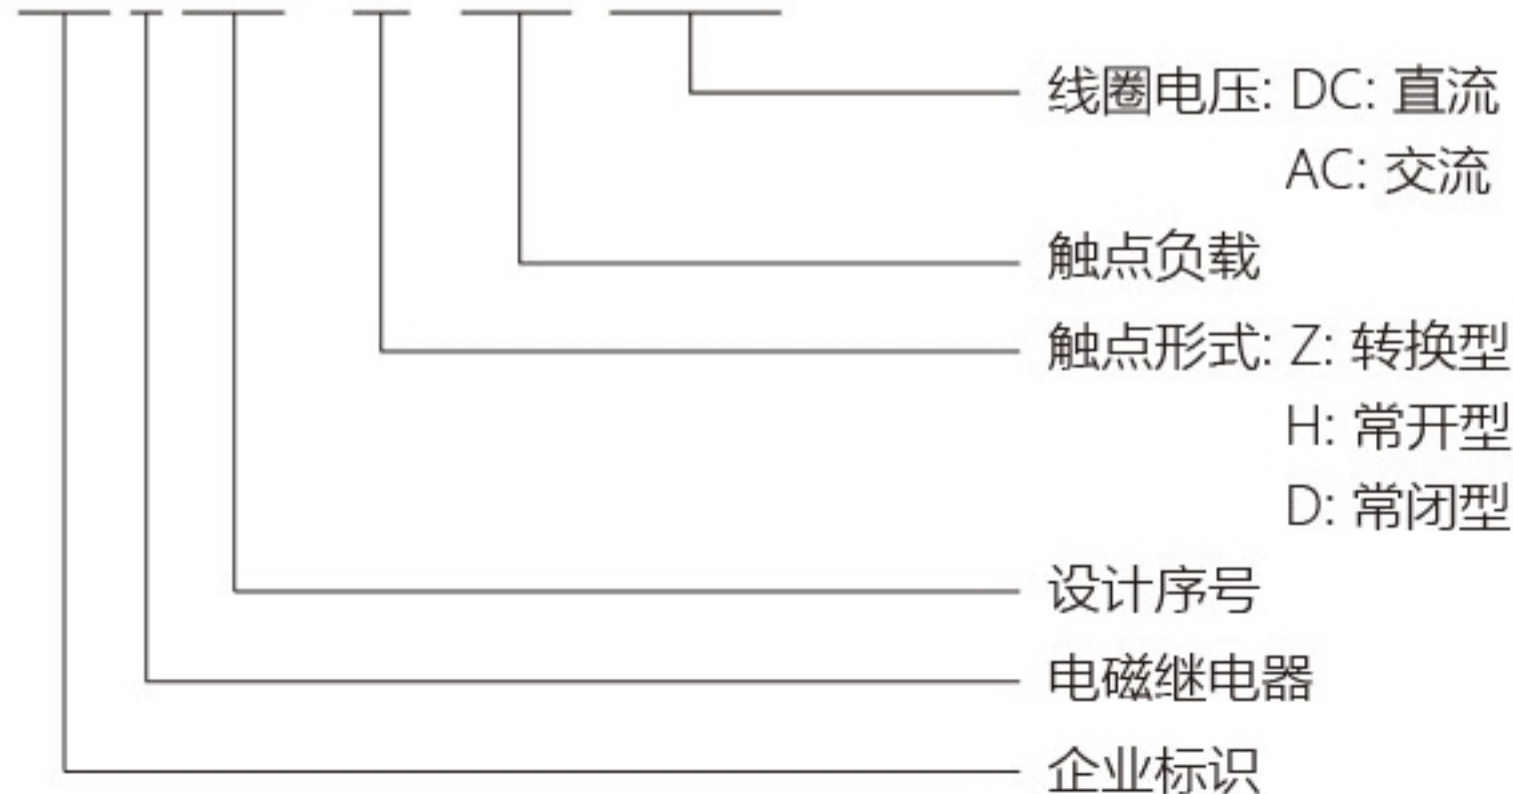 线圈电压: DC: 直流
AC: 交流
触点负载
触点形式: Z: 转换型
H: 常开型
D: 常闭型
设计序号
电磁继电器
企业标识